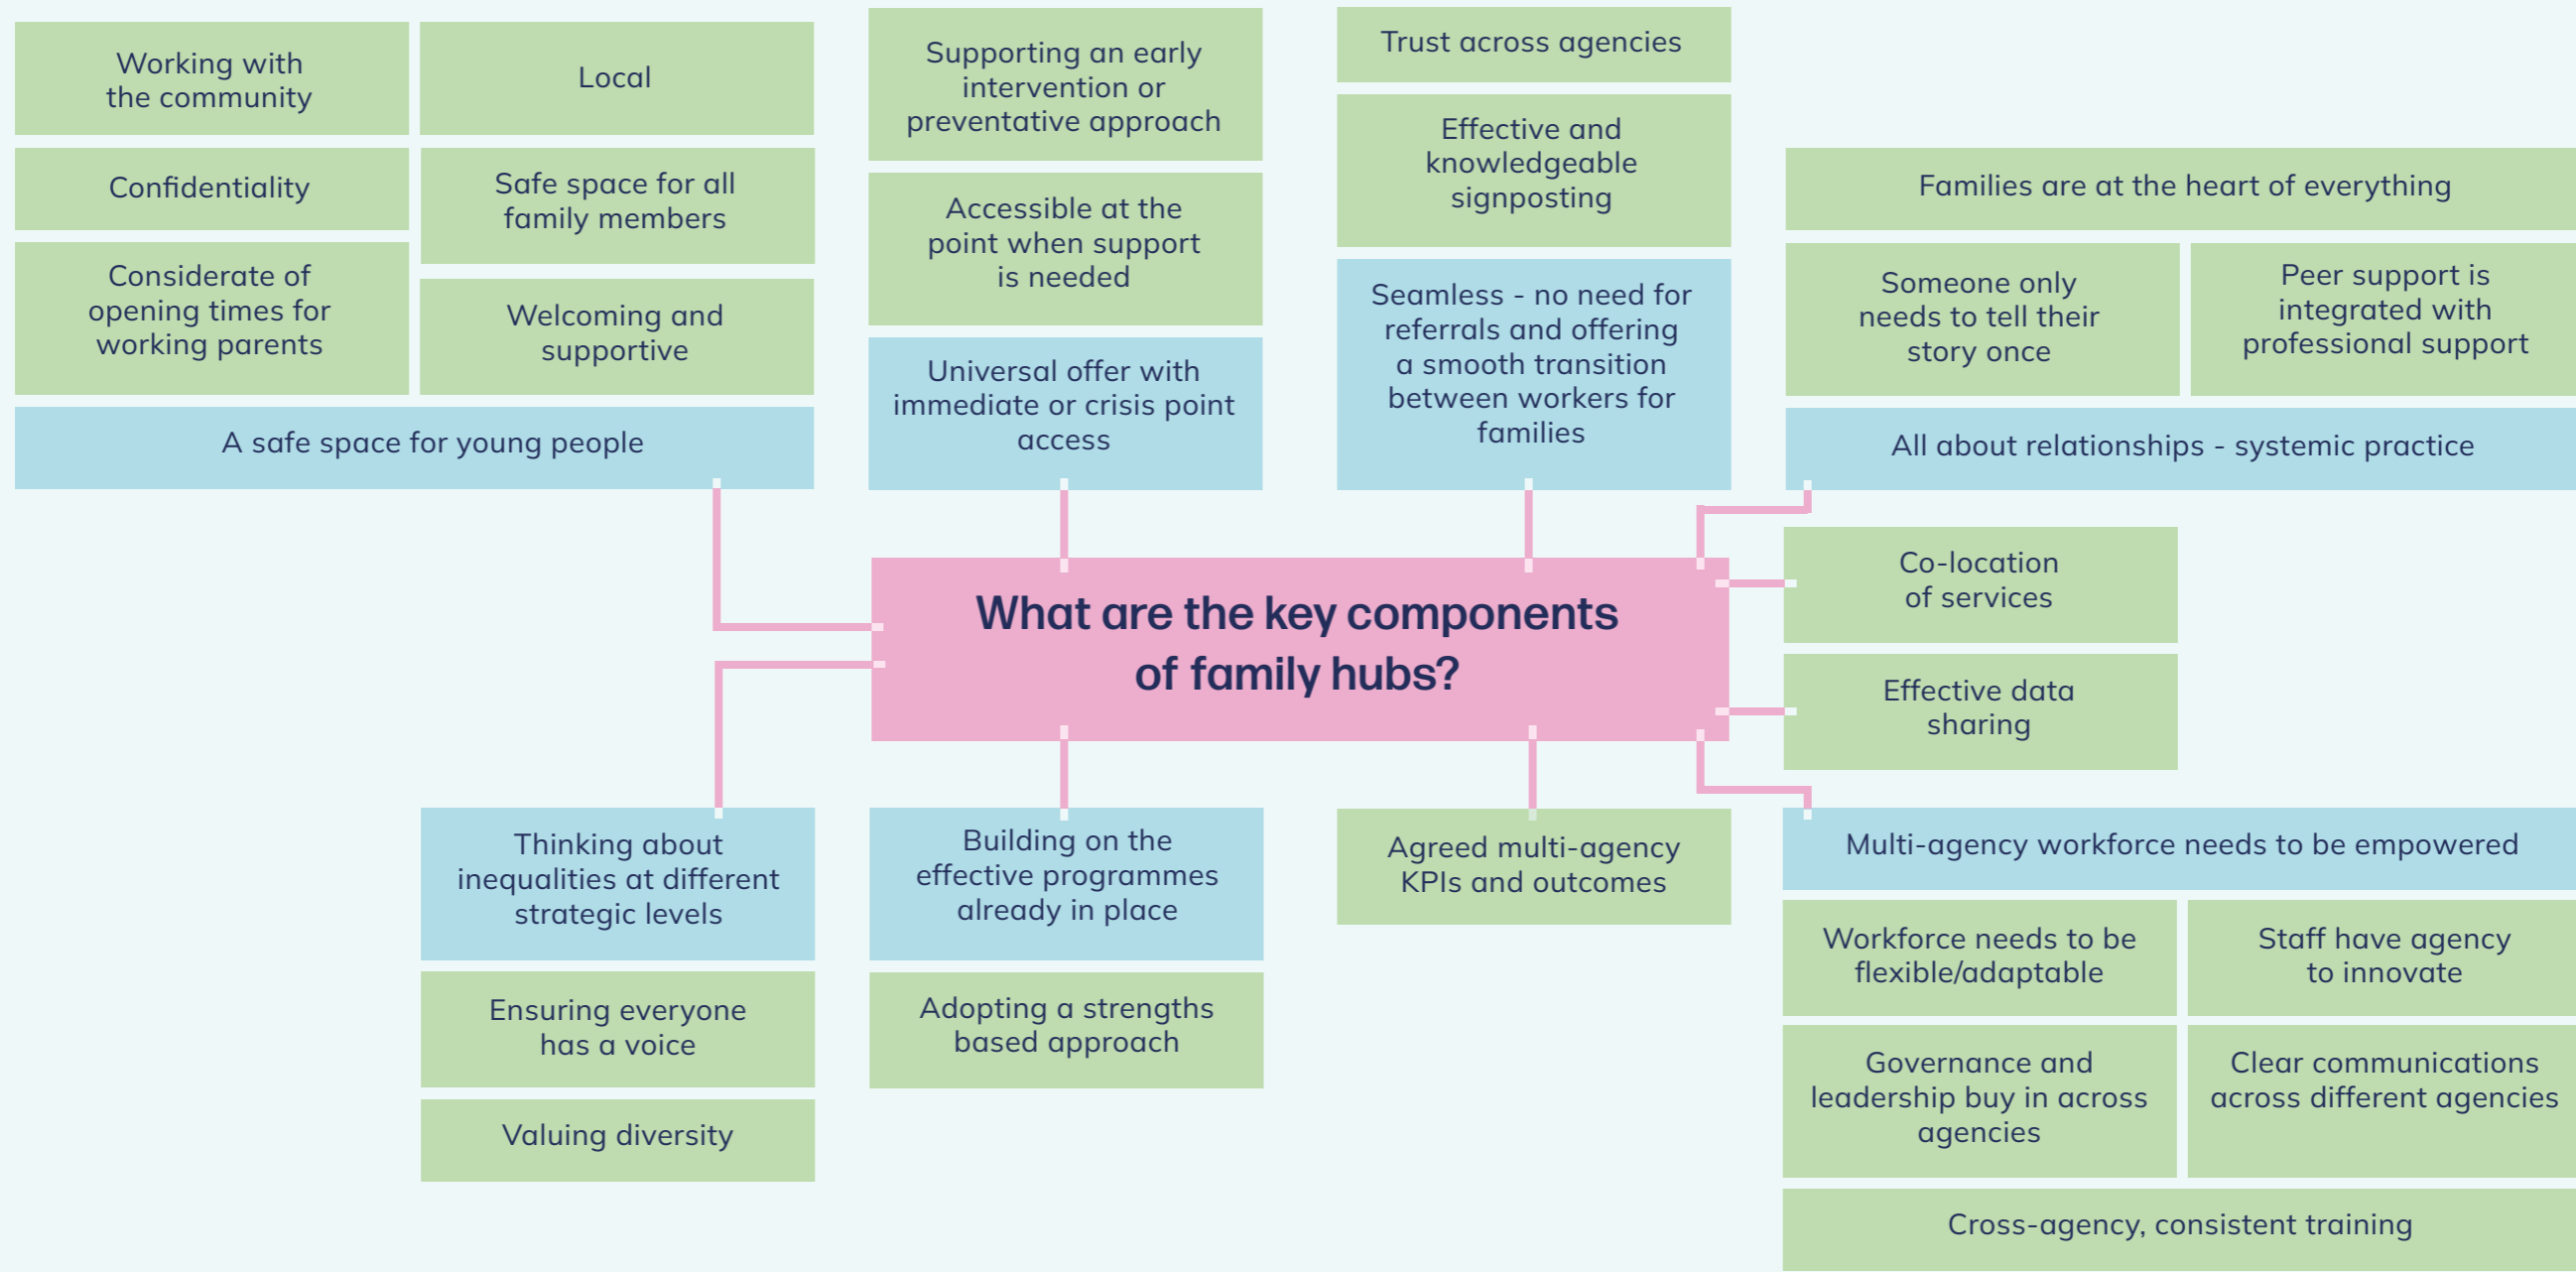 Working with
the community
Local
Confidentiality
Safe space for all
family members
Considerate of
opening times for
working parents
Welcoming and
supportive
A safe space for young people
Supporting an early
intervention or
preventative approach
Accessible at the
point when support
is needed
Universal offer with
immediate or crisis point
access
Trust across agencies
Effective and
knowledgeable
signposting
Seamless - no need for
referrals and offering
a smooth transition
between workers for
families
Families are at the heart of everything
Someone only
needs to tell their
story once
Peer support is
integrated with
professional support
All about relationships - systemic practice
What are the key components
of family hubs?
Co-location
of services
Effective data
sharing
Thinking about
inequalities at different
strategic levels
Ensuring everyone
has a voice
Valuing diversity
Building on the
effective programmes
already in place
Adopting a strengths
based approach
Agreed multi-agency
KPIs and outcomes
Multi-agency workforce needs to be empowered
Workforce needs to be
flexible/adaptable
Staff have agency
to innovate
Governance and
leadership buy in across
agencies
Clear communications
across different agencies
Cross-agency, consistent training